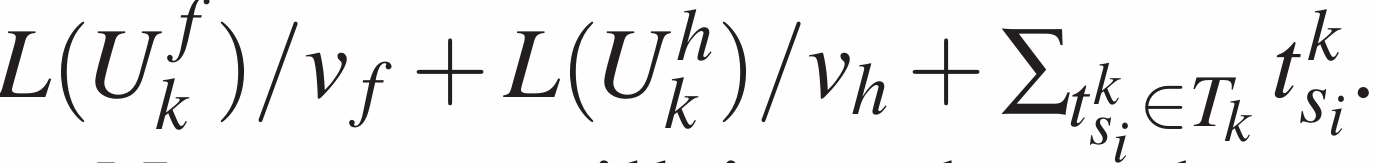 L(U_k^f)/v_f + L(U_k^h)/v_h + ∑_{t_{s_i}^k ∈ T_k} t_{s_i}^k.